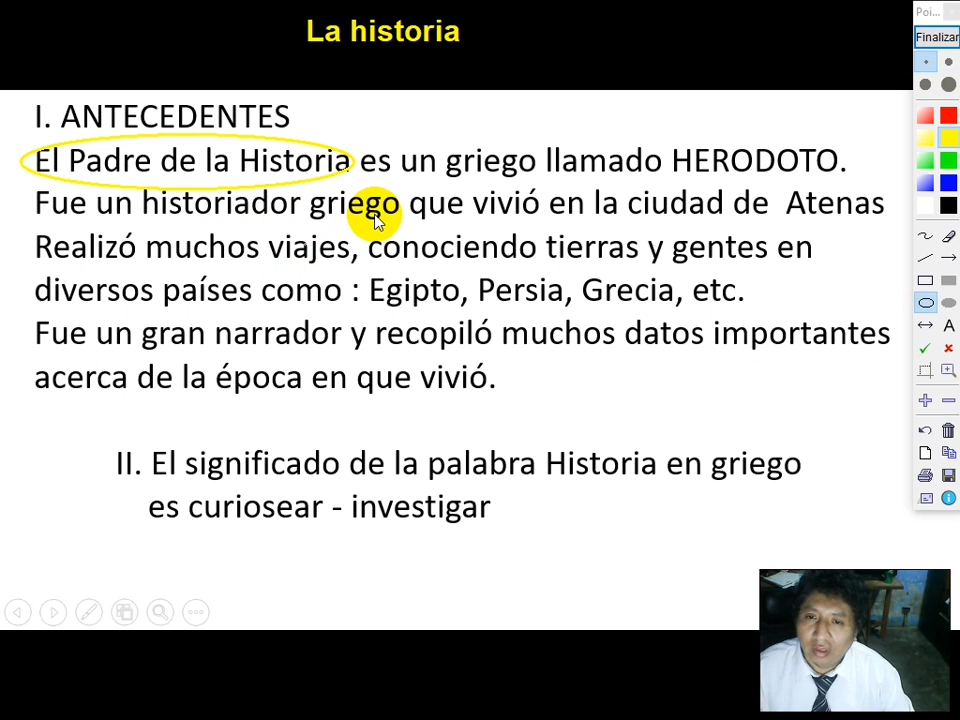 La historia
Poi...
Finalizar
I. ANTECEDENTES
El Padre de la Historia es un griego llamado HERODOTO.
Fue un historiador griego que vivió en la ciudad de Atenas
Realizó muchos viajes, conociendo tierras y gentes en
diversos países como : Egipto, Persia, Grecia, etc.
Fue un gran narrador y recopiló muchos datos importantes
acerca de la época en que vivió.
II. El significado de la palabra Historia en griego
es curiosear - investigar